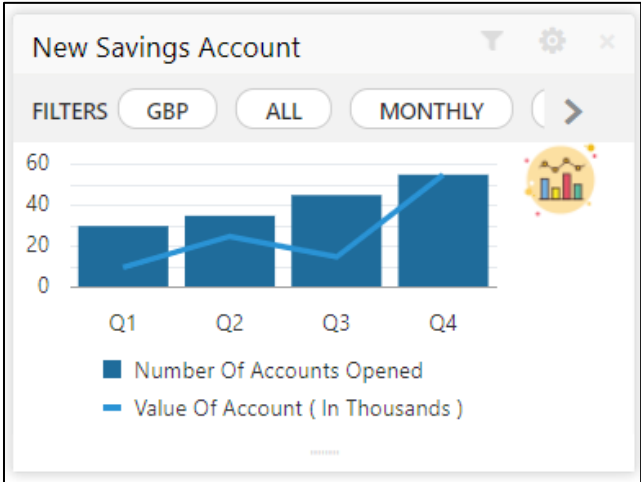 New Savings Account
FILTERS GBP ALL MONTHLY
60
40
20
0
Q1 Q2 Q3 Q4
Number Of Accounts Opened
Value Of Account ( In Thousands )